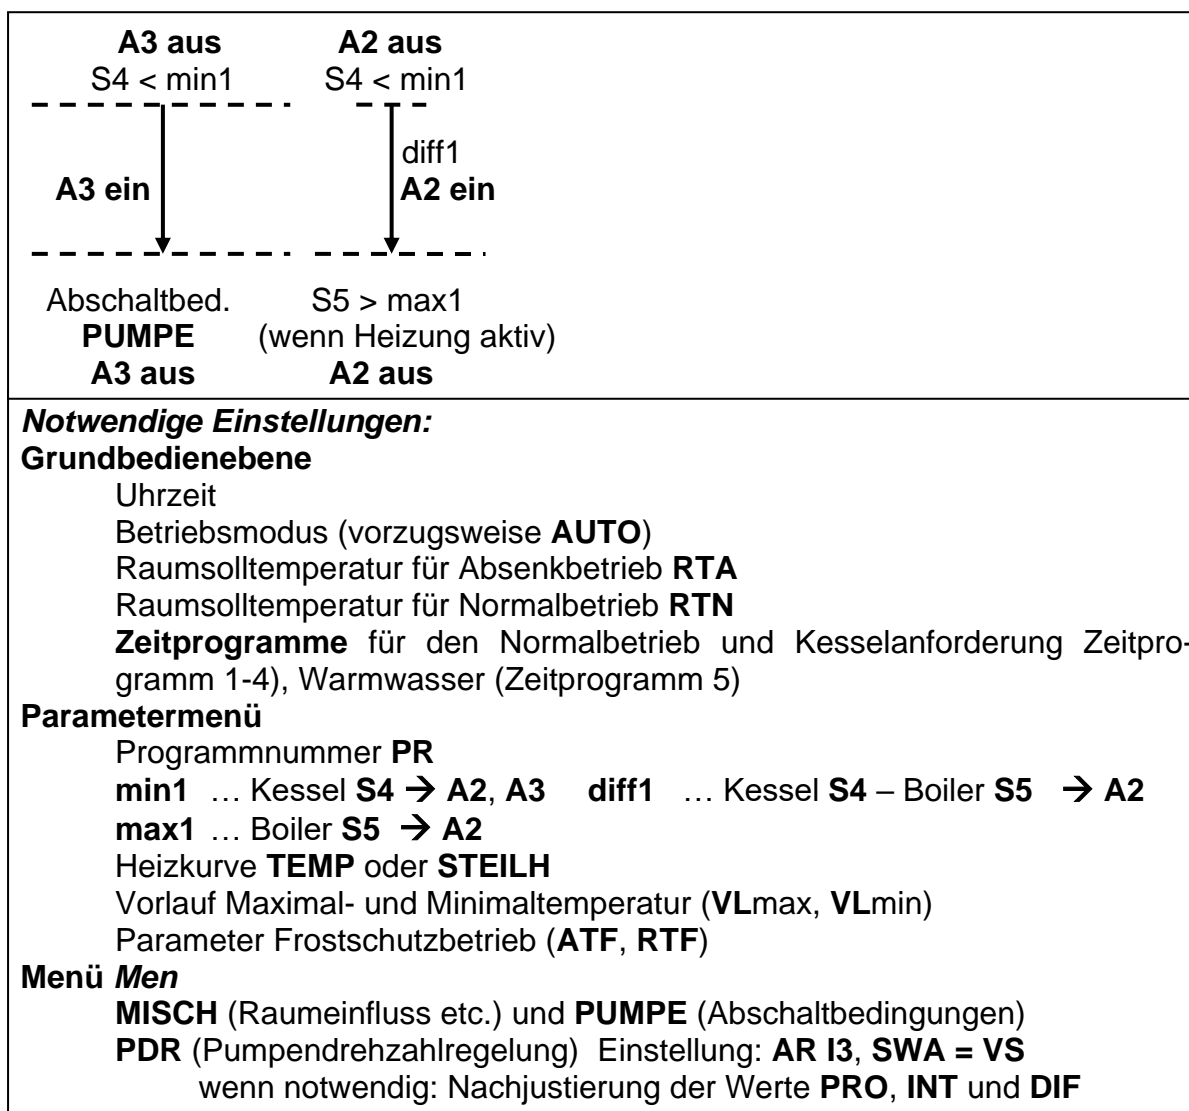 A3 aus A2 aus
S4 < min1 S4 < min1
diff1
A3 ein A2 ein
Abschaltbed. S5 > max1
PUMPE (wenn Heizung aktiv)
A3 aus A2 aus
Notwendige Einstellungen:
Grundbedienebene
Uhrzeit
Betriebsmodus (vorzugsweise AUTO)
Raumsolltemperatur für Absenkbetrieb RTA
Raumsolltemperatur für Normalbetrieb RTN
Zeitprogramme für den Normalbetrieb und Kesselanforderung Zeitpro-
gramm 1-4), Warmwasser (Zeitprogramm 5)
Parametermenü
Programmnummer PR
min1 … Kessel S4 → A2, A3 diff1 … Kessel S4 – Boiler S5 → A2
max1 … Boiler S5 → A2
Heizkurve TEMP oder STEILH
Vorlauf Maximal- und Minimaltemperatur (VLmax, VLmin)
Parameter Frostschutzbetrieb (ATF, RTF)
Menü Men
MISCH (Raumeinfluss etc.) und PUMPE (Abschaltbedingungen)
PDR (Pumpendrehzahlregelung) Einstellung: AR I3, SWA = VS
wenn notwendig: Nachjustierung der Werte PRO, INT und DIF